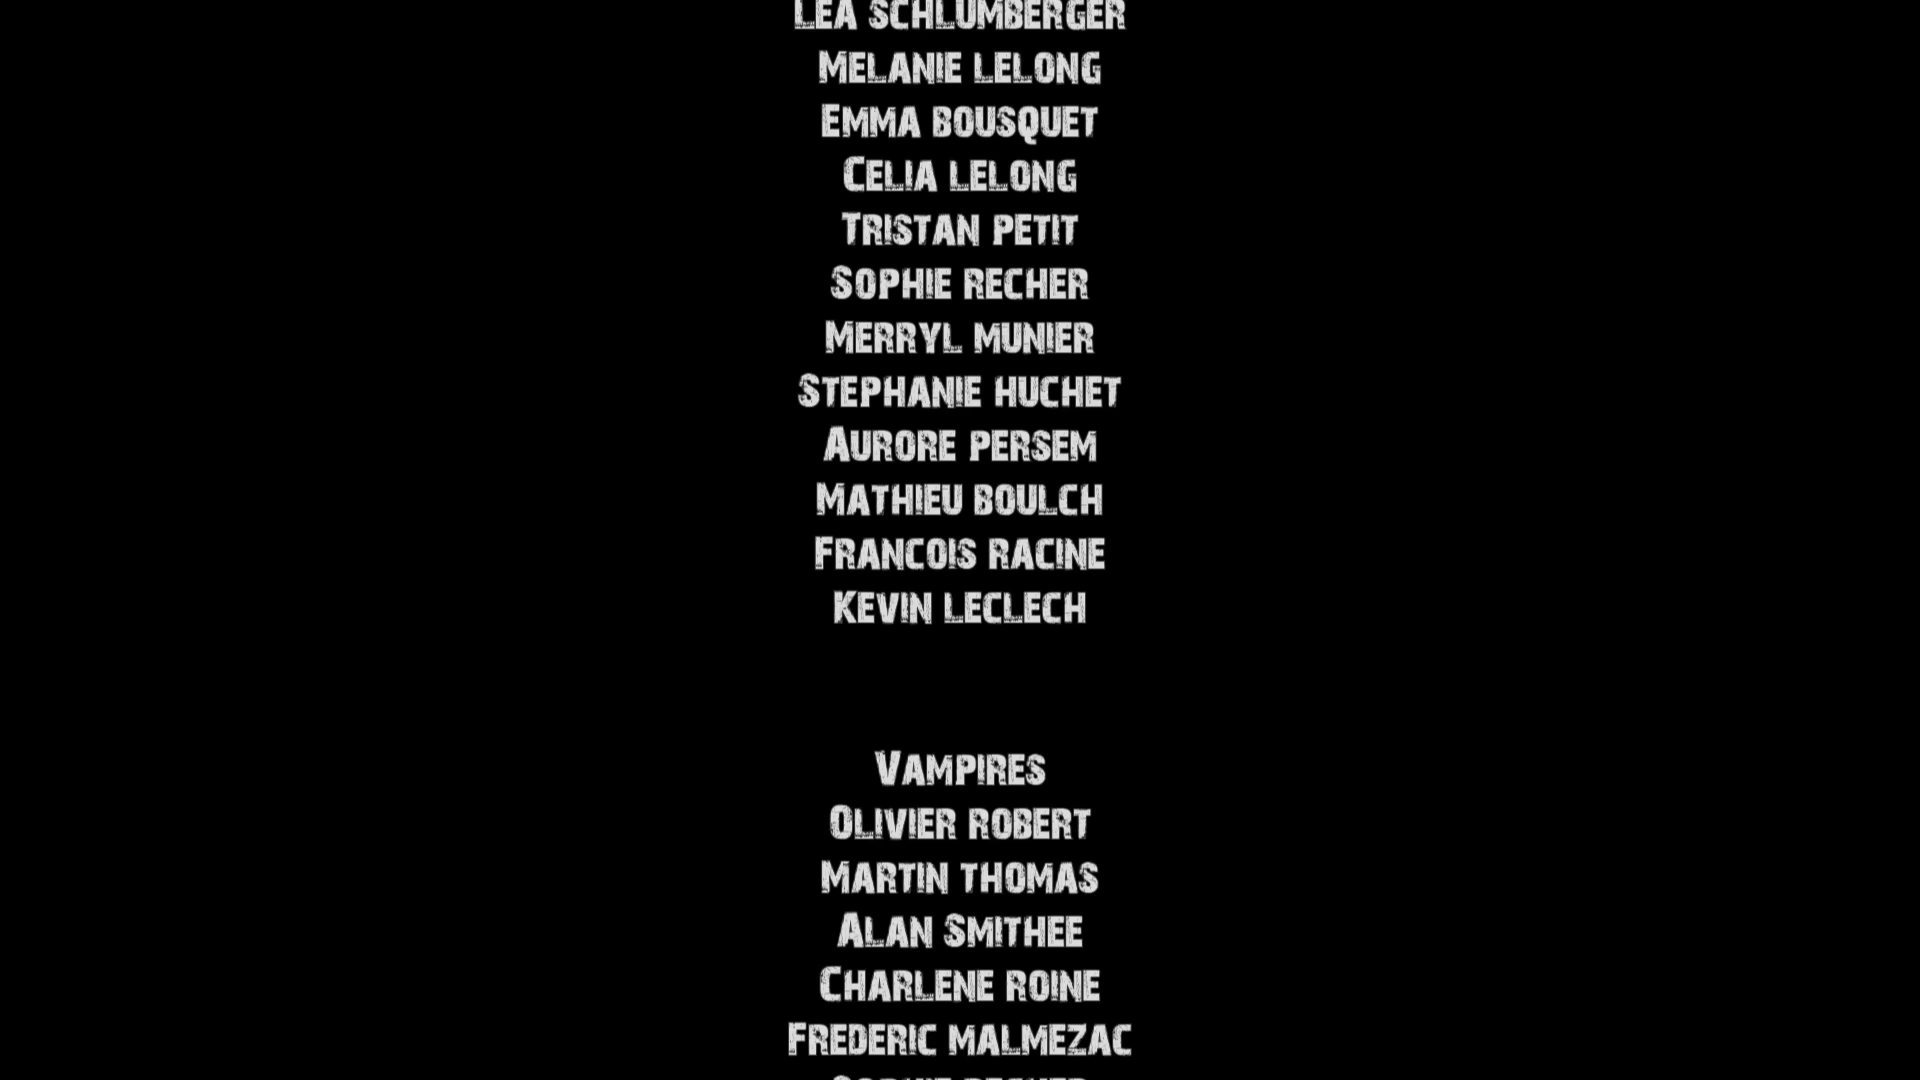 LEA SCHLUMBERGER
MELANIE LELONG
EMMA BOUSQUET
CELIA LELONG
TRISTAN PETIT
SOPHIE RECHER
MERRYL MUNIER
STEPHANIE HUCHET
AURORE PERSEM
MATHIEU BOULCH
FRANCOIS RACINE
KEVIN LECLECH
VAMPIRES
OLIVIER ROBERT
MARTIN THOMAS
ALAN SMITHEE
CHARLENE ROINE
FREDERIC MALMEZAC